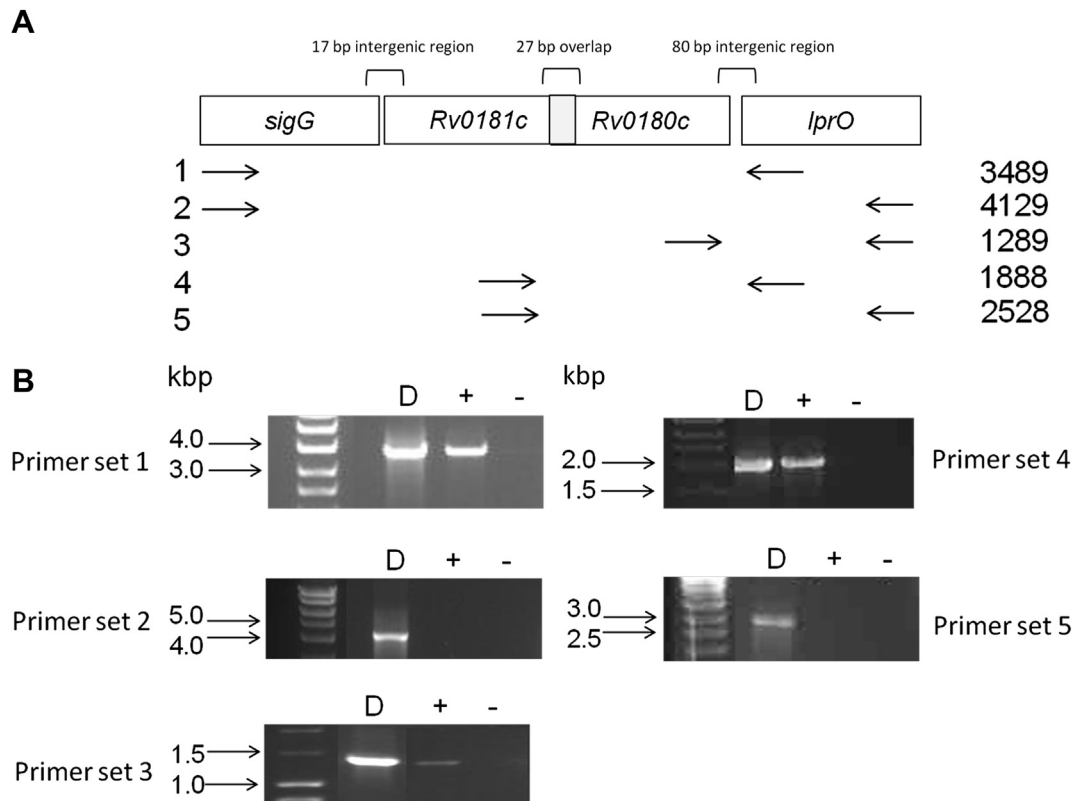 A
17 bp intergenic region 27 bp overlap 80 bp intergenic region
sigG Rv0181c Rv0180c lprO
1 3489
2 4129
3 1289
4 1888
5 2528
B
kbp
D + -
4.0
3.0
Primer set 1
kbp
D + -
2.0
1.5
Primer set 4
D + -
5.0
4.0
Primer set 2
D + -
3.0
2.5
Primer set 5
D + -
1.5
1.0
Primer set 3